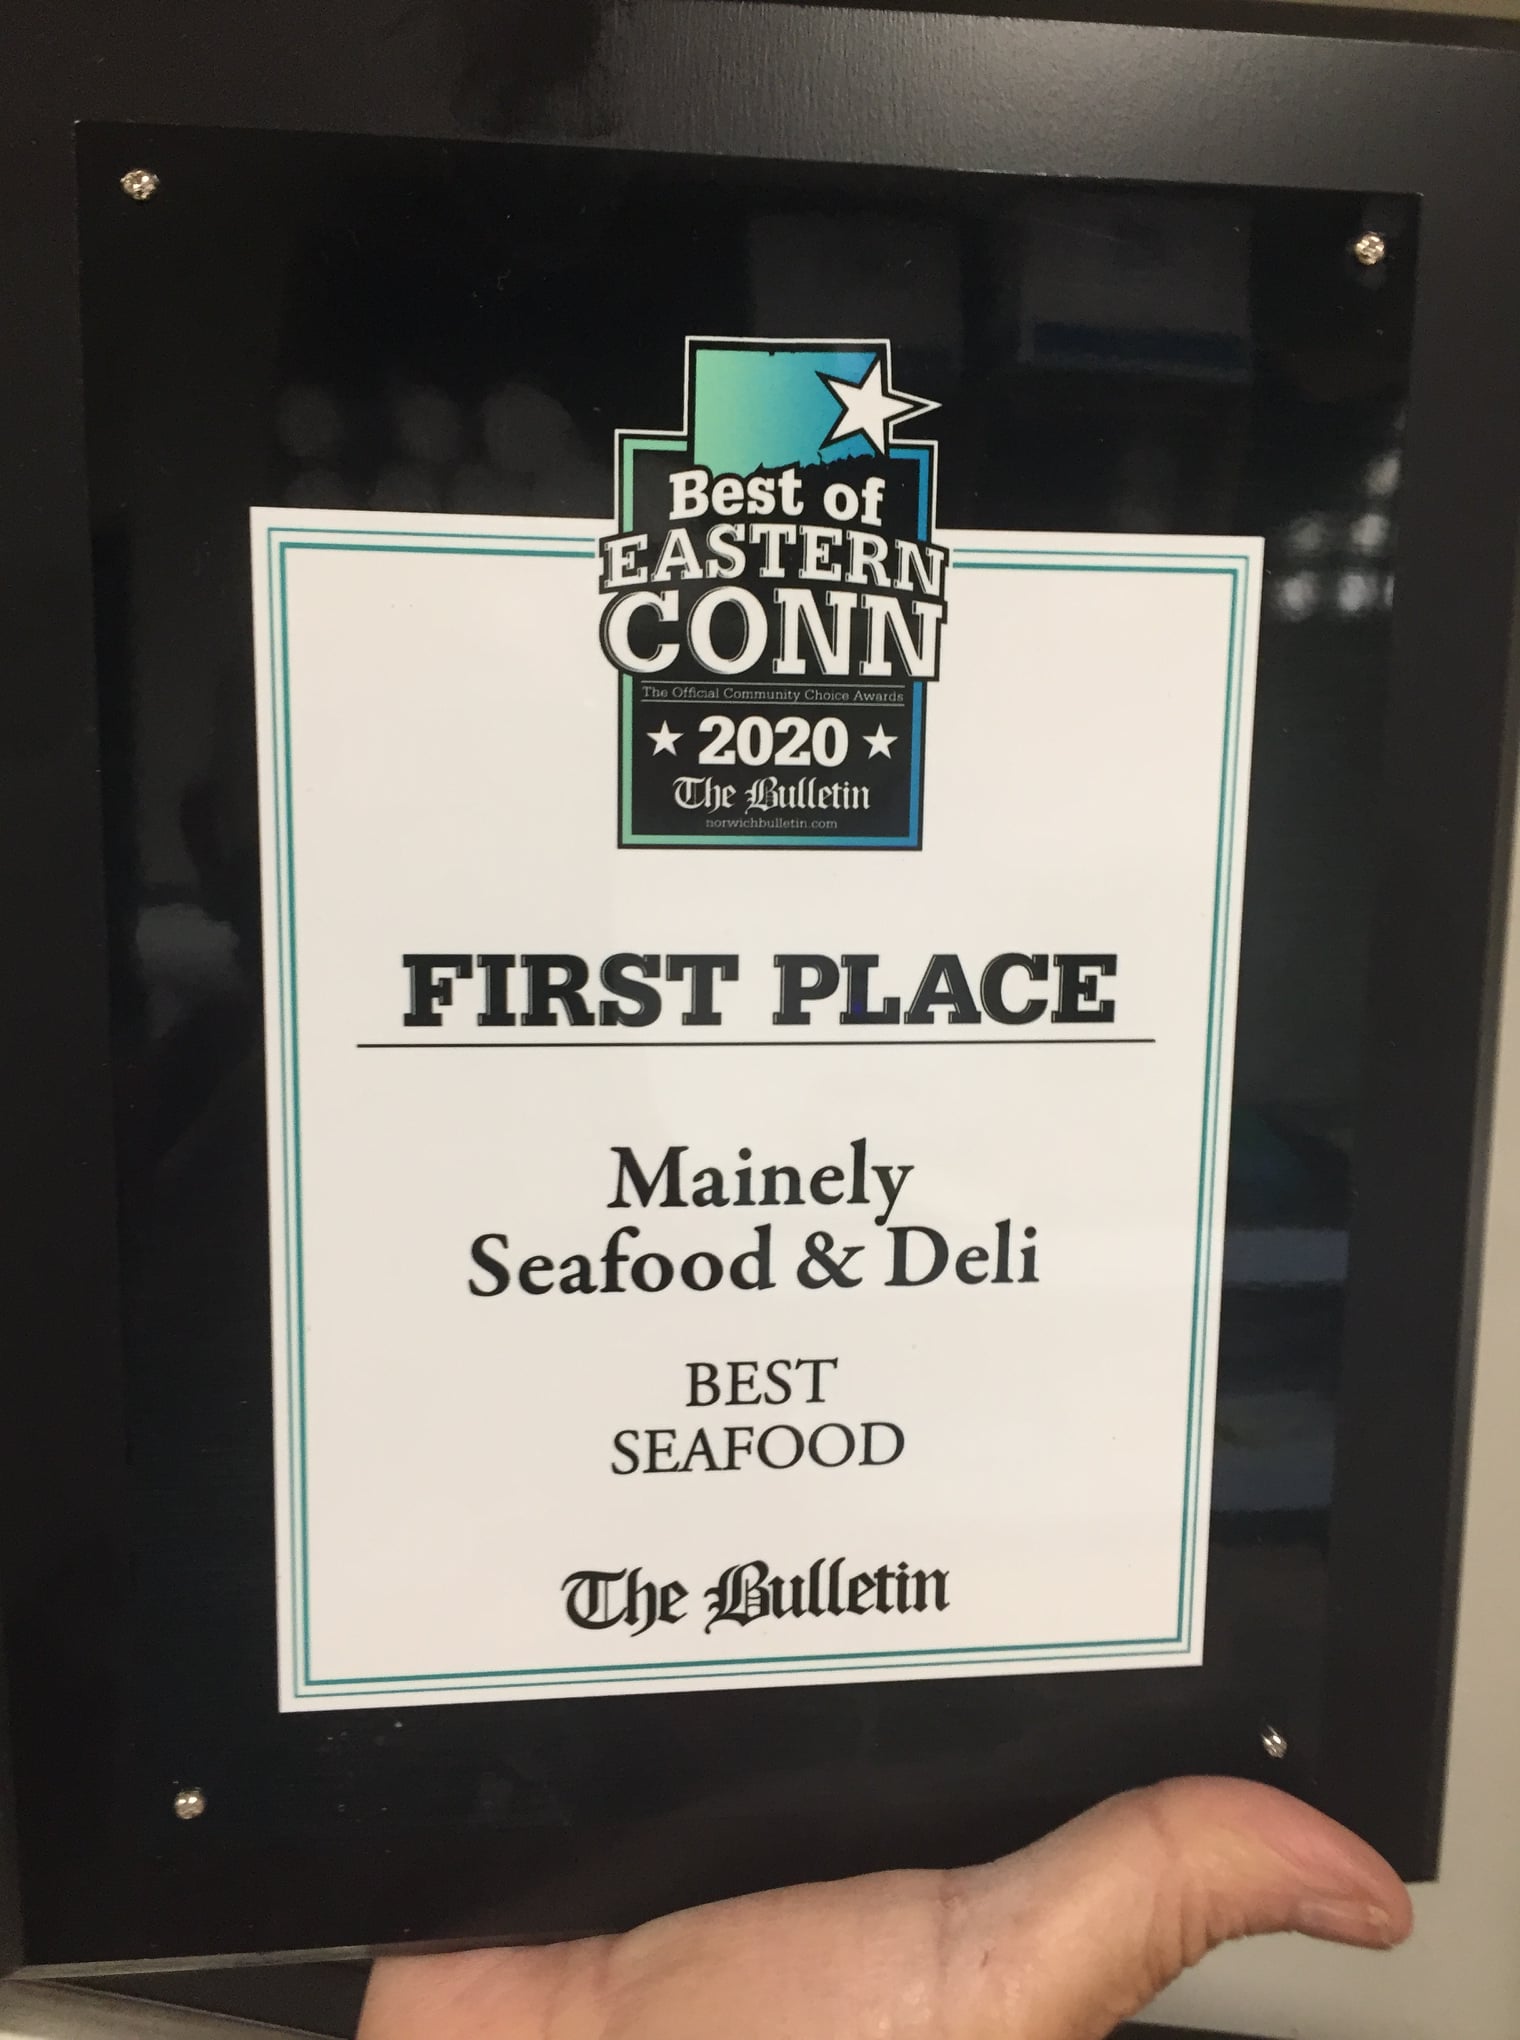 Best of
EASTERN
CONN
The Official Community Choice Awards
2020
The Bulletin
norwichbulletin.com
FIRST PLACE
Mainely
Seafood & Deli
BEST
SEAFOOD
The Bulletin